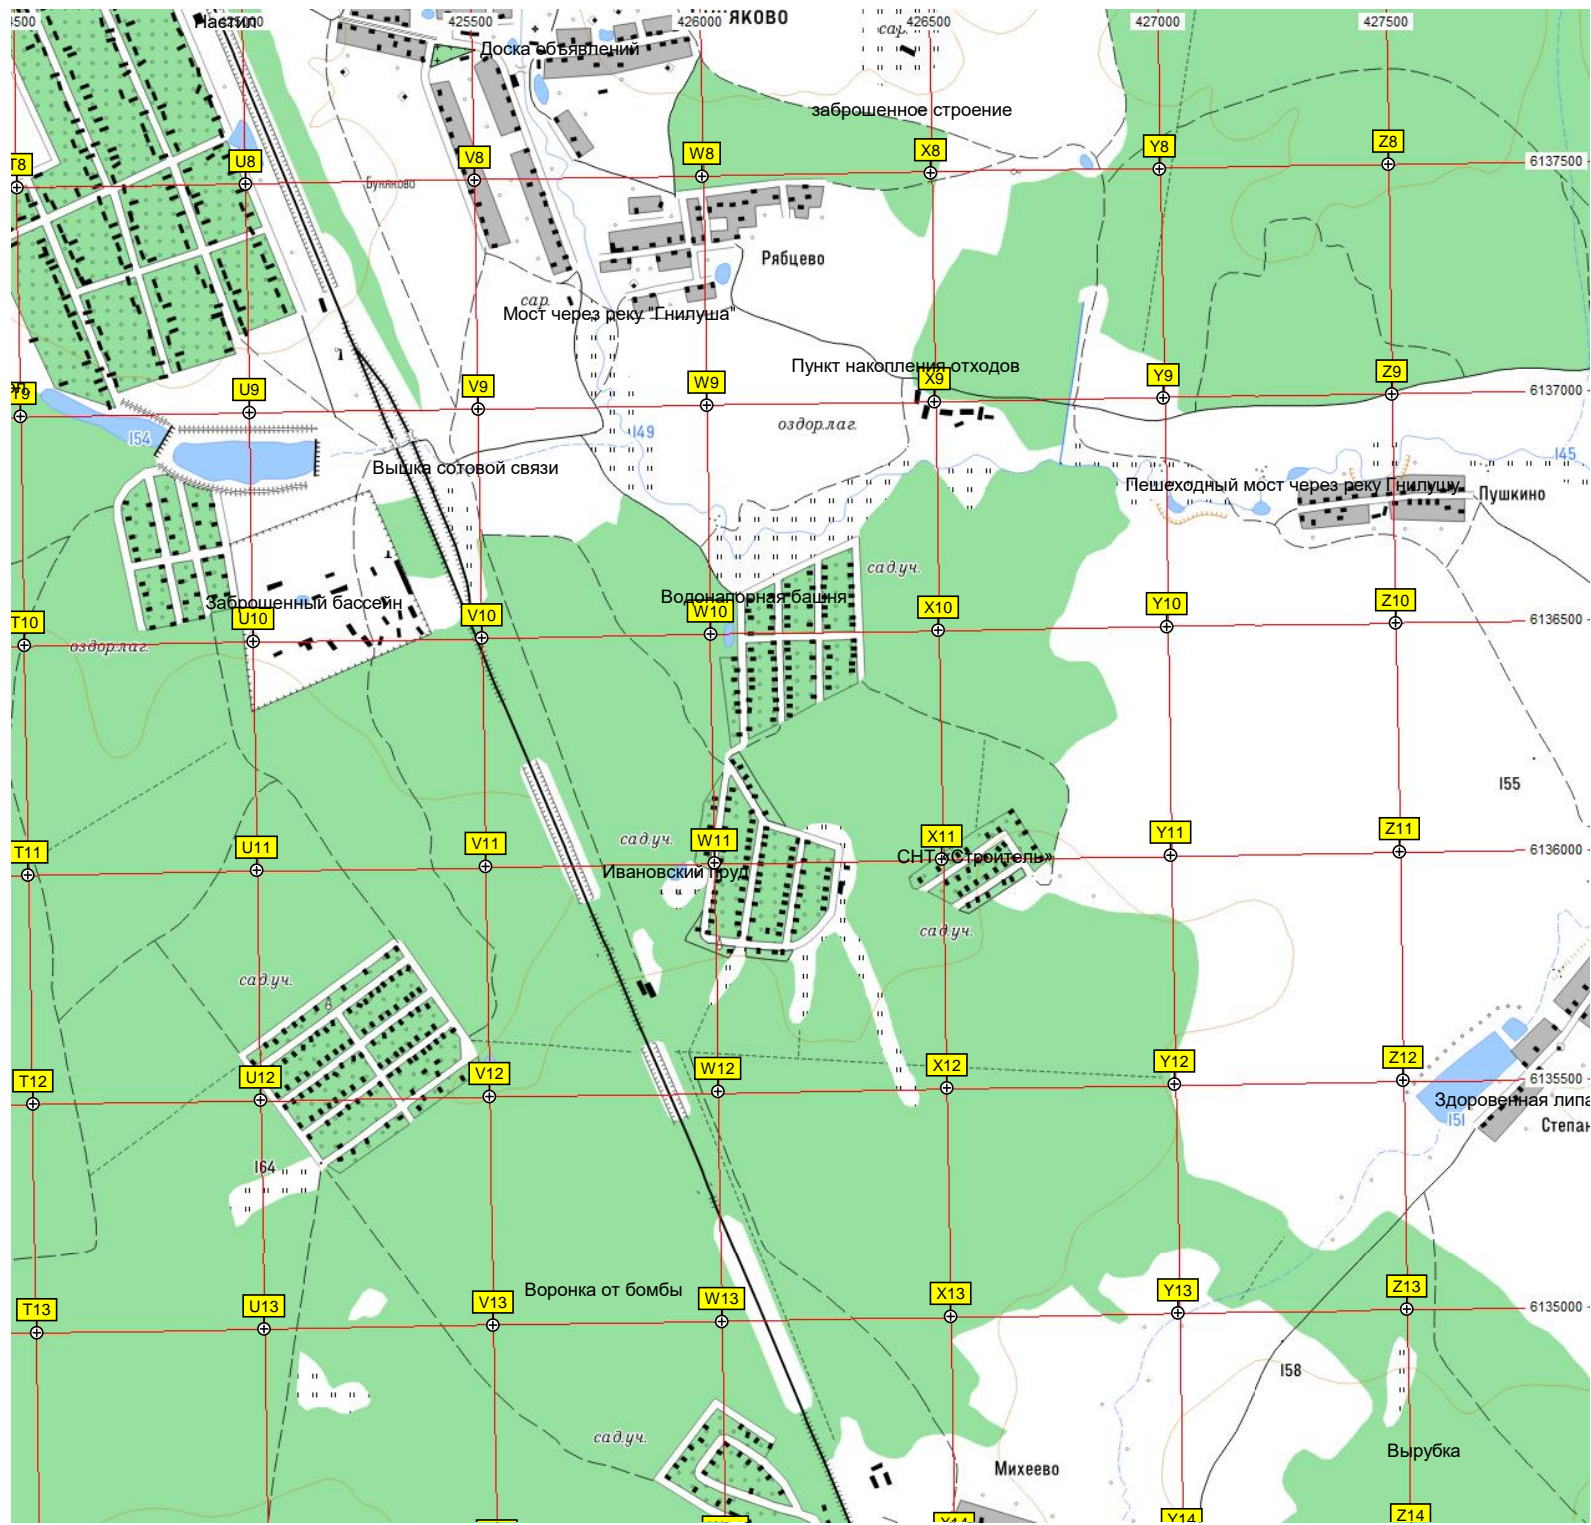 425500
426000
426500
427000
427500
Настил
Доска объявлений
сар.
заброшенное строение
T8
U8
V8
W8
X8
Y8
Z8
6137500
Буняково
Рябцево
сар.
Мост через реку "Гнилуша"
Пункт накопления отходов
T9
U9
V9
W9
X9
Y9
Z9
6137000
154
149
оздор.лаг.
145
Вышка сотовой связи
Пешеходный мост через реку Гнилушу
Пушкино
сад.уч.
Заброшенный бассейн
Водонапорная башня
T10
U10
V10
W10
X10
Y10
Z10
6136500
оздор.лаг.
155
T11
U11
V11
W11
X11
Y11
Z11
6136000
сад.уч.
СНТ «Строитель»
Ивановский пруд
сад.уч.
сад.уч.
T12
U12
V12
W12
X12
Y12
Z12
6135500
Здоровенная липа
151
Степан
164
Воронка от бомбы
T13
U13
V13
W13
X13
Y13
Z13
6135000
158
сад.уч.
Вырубка
Михеево
X14
Y14
Z14